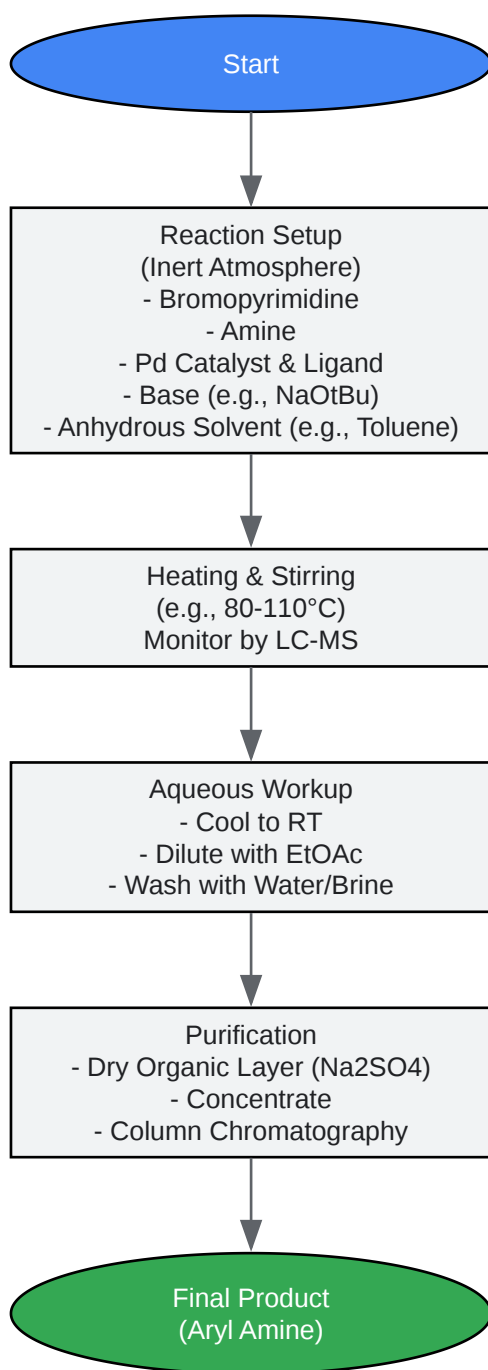 Start
Reaction Setup
(Inert Atmosphere)
- Bromopyrimidine
- Amine
- Pd Catalyst & Ligand
- Base (e.g., NaOtBu)
- Anhydrous Solvent (e.g., Toluene)
Heating & Stirring
(e.g., 80-110°C)
Monitor by LC-MS
Aqueous Workup
- Cool to RT
- Dilute with EtOAc
- Wash with Water/Brine
Purification
- Dry Organic Layer (Na2SO4)
- Concentrate
- Column Chromatography
Final Product
(Aryl Amine)